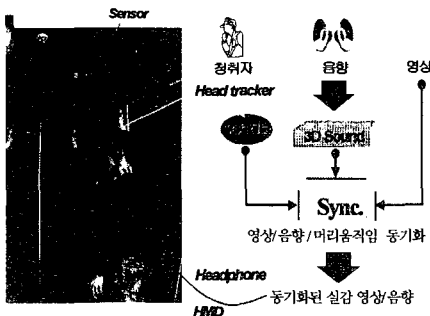 Sensor
청취자
음향
영상
Head tracker
3D Sound
Sync.
영상/음향/머리움직임 동기화
Headphone
동기화된 실감 영상/음향
HMD